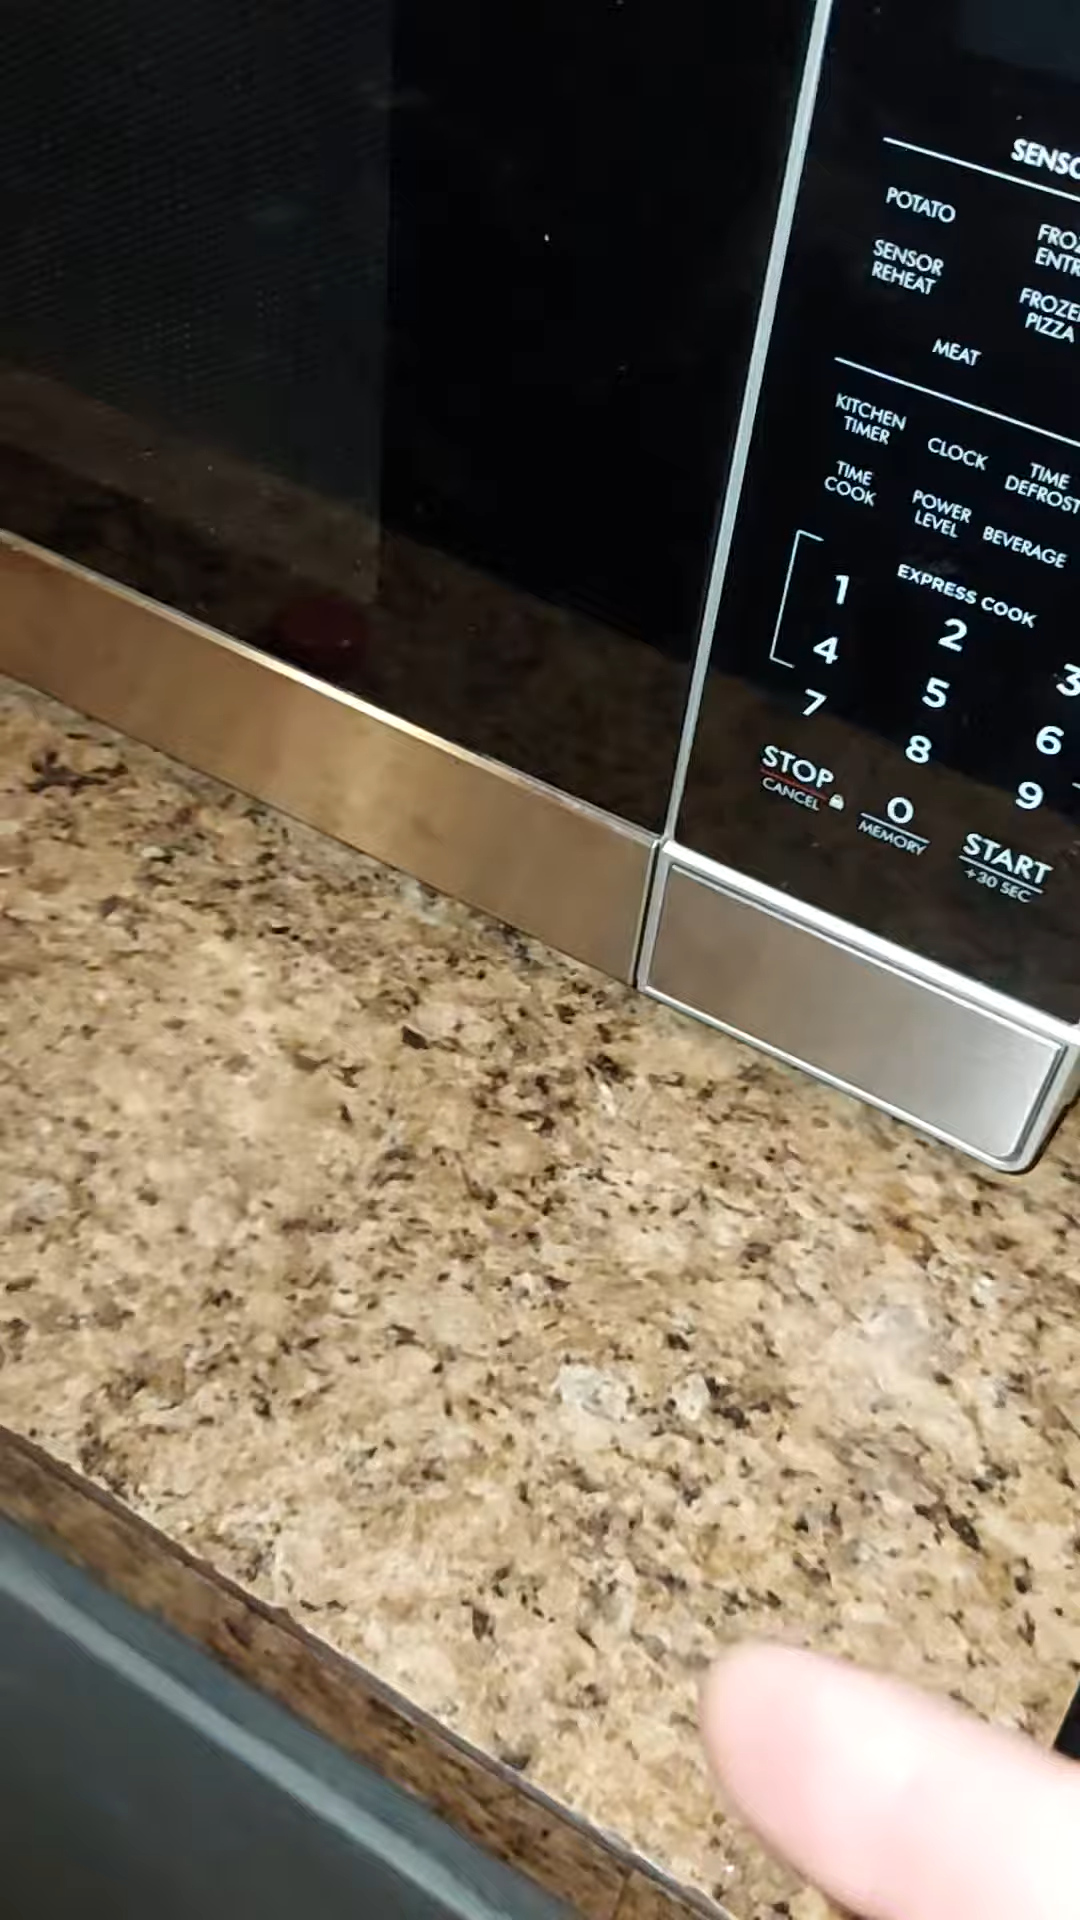 SENSO
POTATO
FROZ
ENTR
SENSOR
REHEAT
FROZE
PIZZA
MEAT
KITCHEN
TIMER
CLOCK
TIME
DEFROST
TIME
COOK
POWER
LEVEL
BEVERAGE
EXPRESS COOK
1 2 3
4 5 6
7 8 9
STOP
CANCEL
0
MEMORY
START
+30 SEC